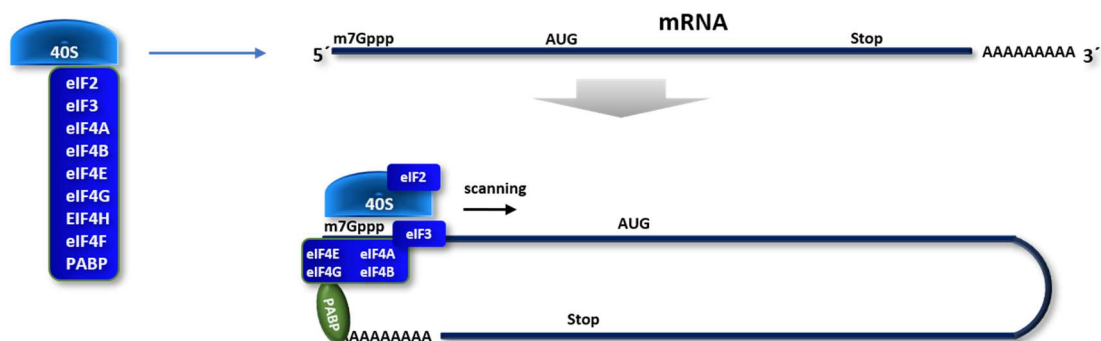 mRNA
m7Gppp AUG Stop
5´ AAAAAAAAA 3´
40S
eIF2
eIF3
eIF4A
eIF4B
eIF4E
eIF4G
EIF4H
eIF4F
PABP
eIF2
40S
scanning
m7Gppp AUG
eIF3
eIF4E eIF4A
eIF4G eIF4B
PABP
Stop
AAAAAAAAA